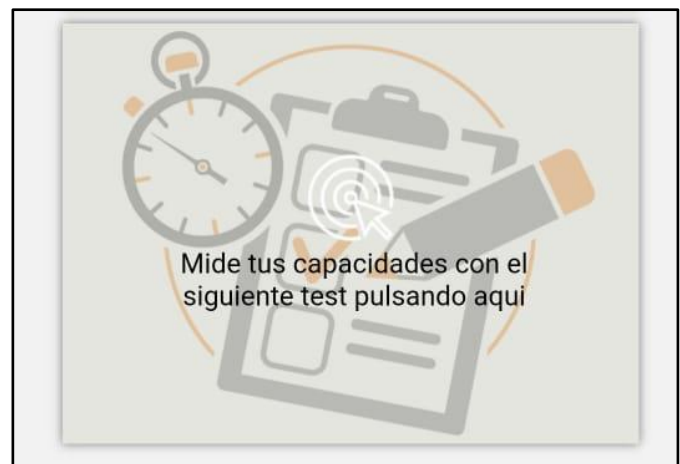 Mide tus capacidades con el
siguiente test pulsando aqui